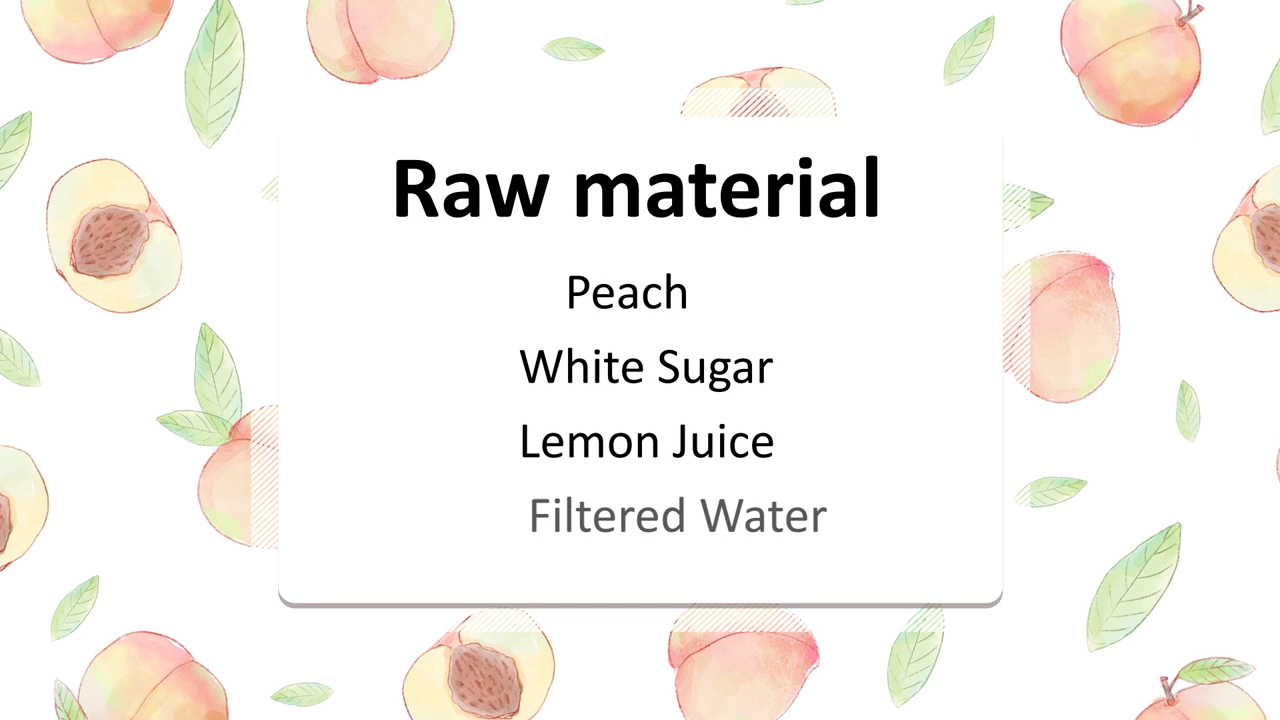 Raw material
Peach
White Sugar
Lemon Juice
Filtered Water